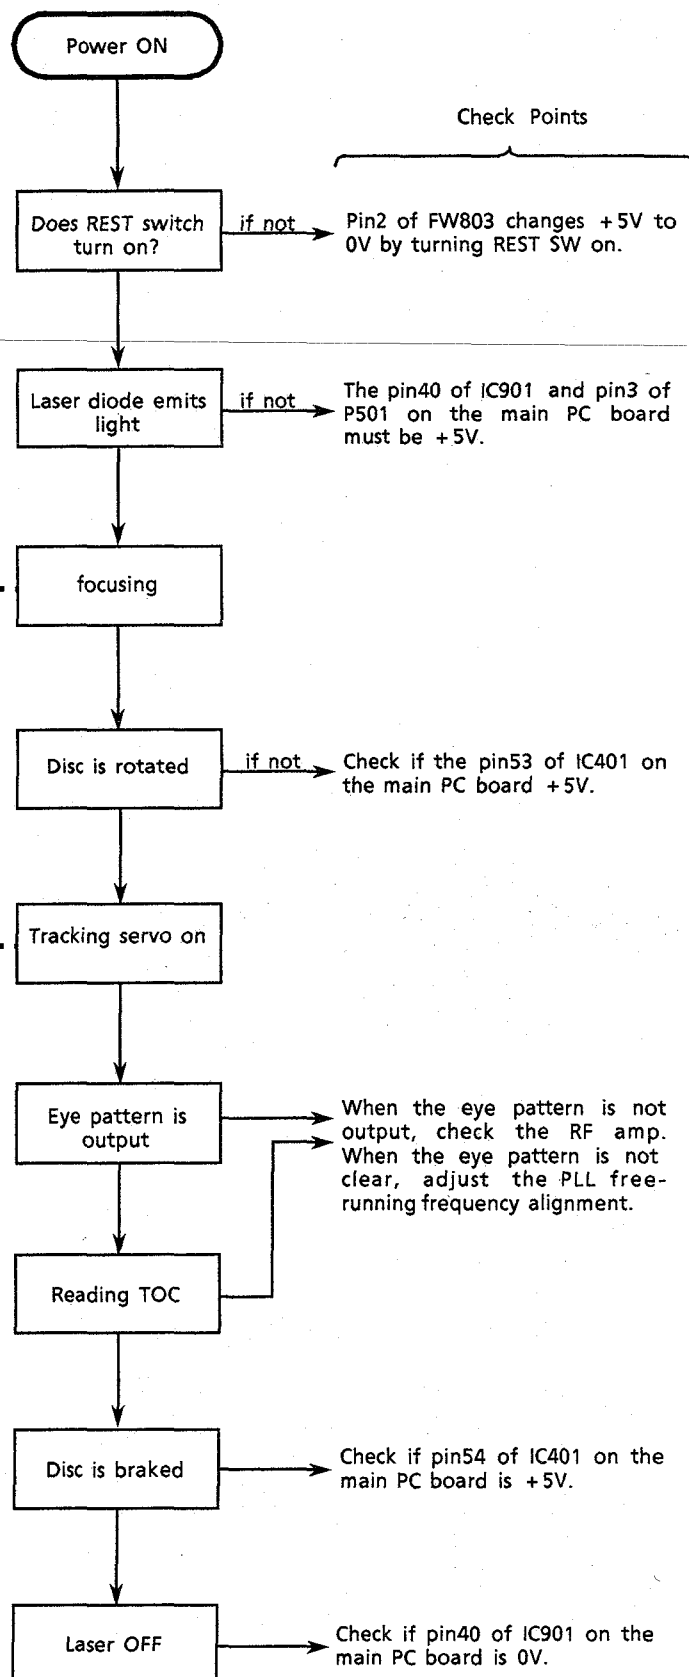 Power ON
Check Points
Does REST switch
turn on?
if not
Pin2 of FW803 changes +5V to
0V by turning REST SW on.
Laser diode emits
light
if not
The pin40 of IC901 and pin3 of
P501 on the main PC board
must be +5V.
focusing
Disc is rotated
if not
Check if the pin53 of IC401 on
the main PC board +5V.
Tracking servo on
Eye pattern is
output
When the eye pattern is not
output, check the RF amp.
When the eye pattern is not
clear, adjust the PLL free-
running frequency alignment.
Reading TOC
Disc is braked
Check if pin54 of IC401 on the
main PC board is +5V.
Laser OFF
Check if pin40 of IC901 on the
main PC board is 0V.